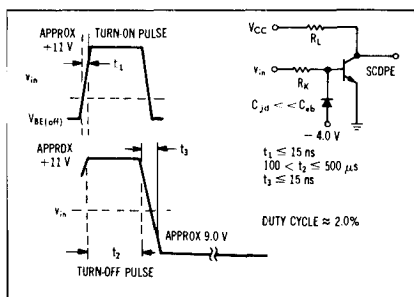 APPROX
+11 V
TURN-ON PULSE
t1
Vin
VBE(off)
APPROX
+11 V
t3
Vin
APPROX 9.0 V
t2
TURN-OFF PULSE
VCC
RL
Vin
RK
SCOPE
Cjd << Ceb
− 4.0 V
t1 ≤ 15 ns
100 < t2 ≤ 500 μs
t3 ≤ 15 ns
DUTY CYCLE ≈ 2.0%